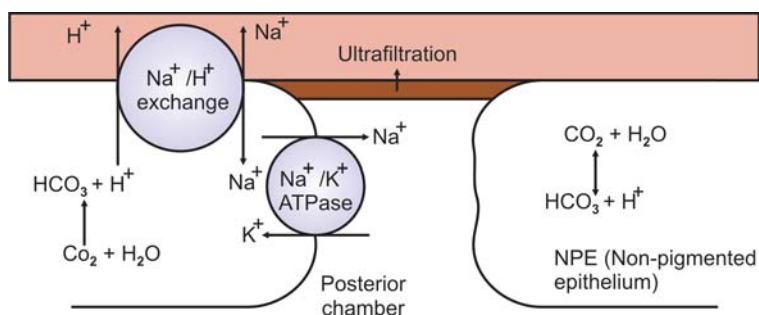 H+
Na+
Ultrafiltration
Na+ /H+
exchange
Na+
CO2 + H2O
HCO3 + H+
Na+
Na+ /K+
ATPase
HCO3 + H+
K+
Co2 + H2O
NPE (Non-pigmented
epithelium)
Posterior
chamber